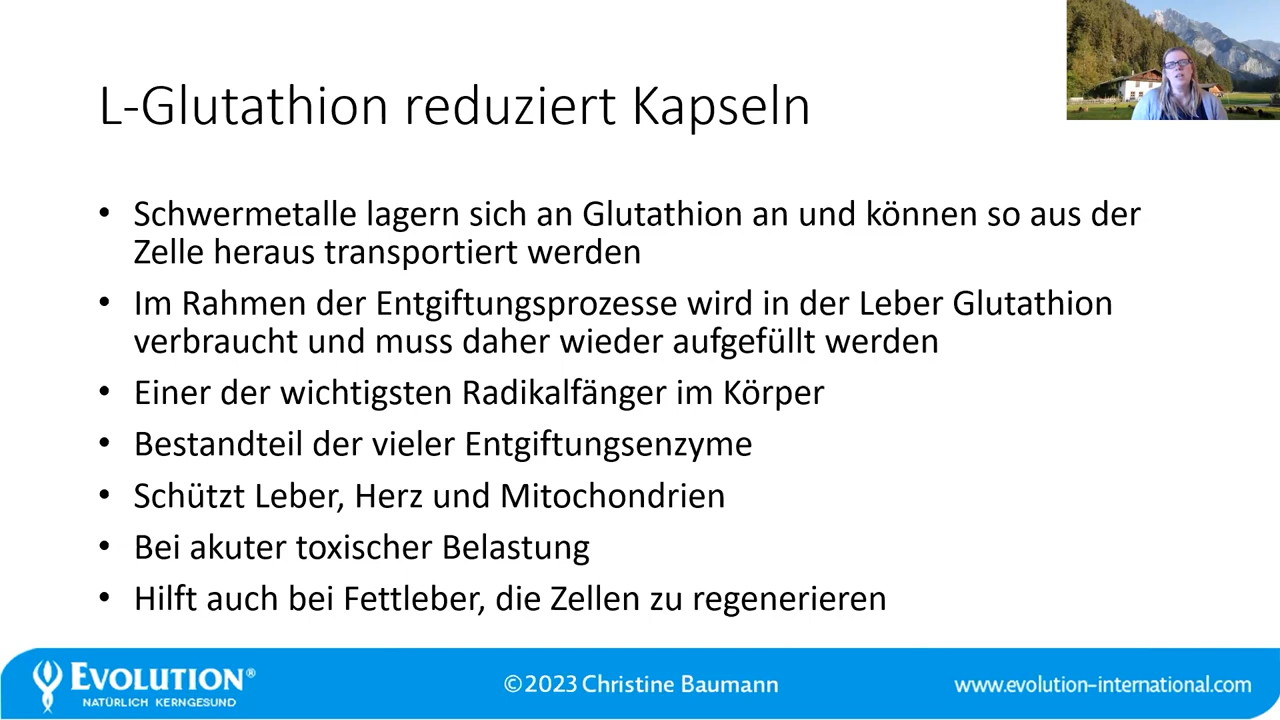 L-Glutathion reduziert Kapseln
• Schwermetalle lagern sich an Glutathion an und können so aus der
Zelle heraus transportiert werden
• Im Rahmen der Entgiftungsprozesse wird in der Leber Glutathion
verbraucht und muss daher wieder aufgefüllt werden
• Einer der wichtigsten Radikalfänger im Körper
• Bestandteil der vieler Entgiftungsenzyme
• Schützt Leber, Herz und Mitochondrien
• Bei akuter toxischer Belastung
• Hilft auch bei Fettleber, die Zellen zu regenerieren
EVOLUTION®
NATÜRLICH KERNGESUND
©2023 Christine Baumann
www.evolution-international.com